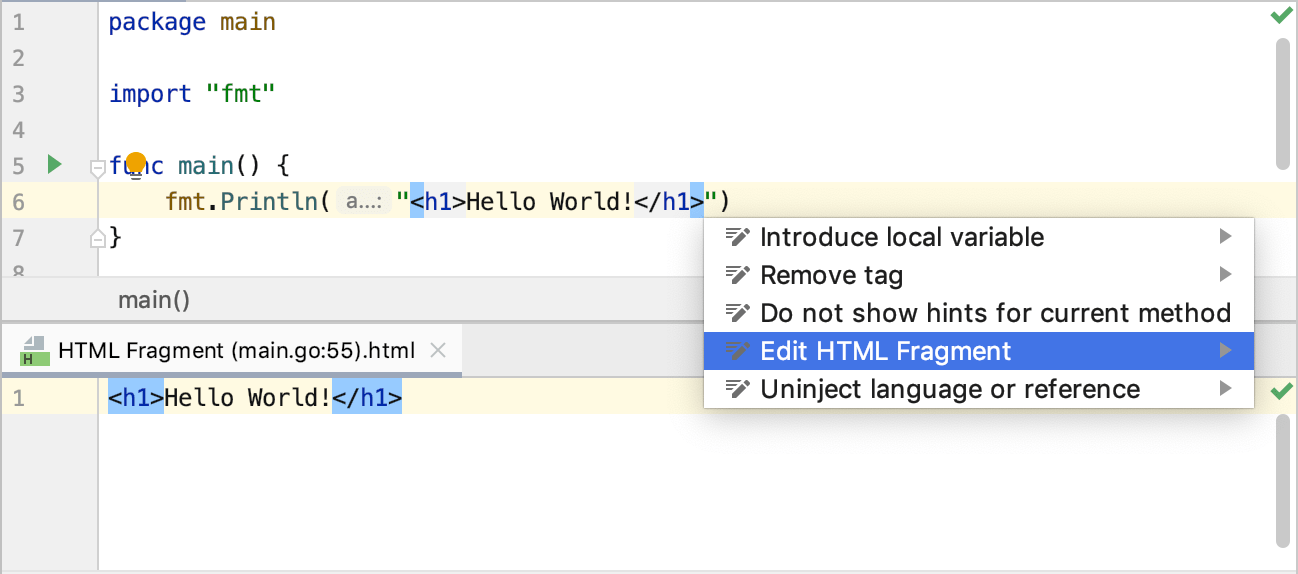 1 package main
2
3 import "fmt"
4
5 func main() {
6 fmt.Println( a...: "<h1>Hello World!</h1>")
7 }
8
Introduce local variable
Remove tag
Do not show hints for current method
Edit HTML Fragment
Uninject language or reference
main()
H HTML Fragment (main.go:55).html
1 <h1>Hello World!</h1>